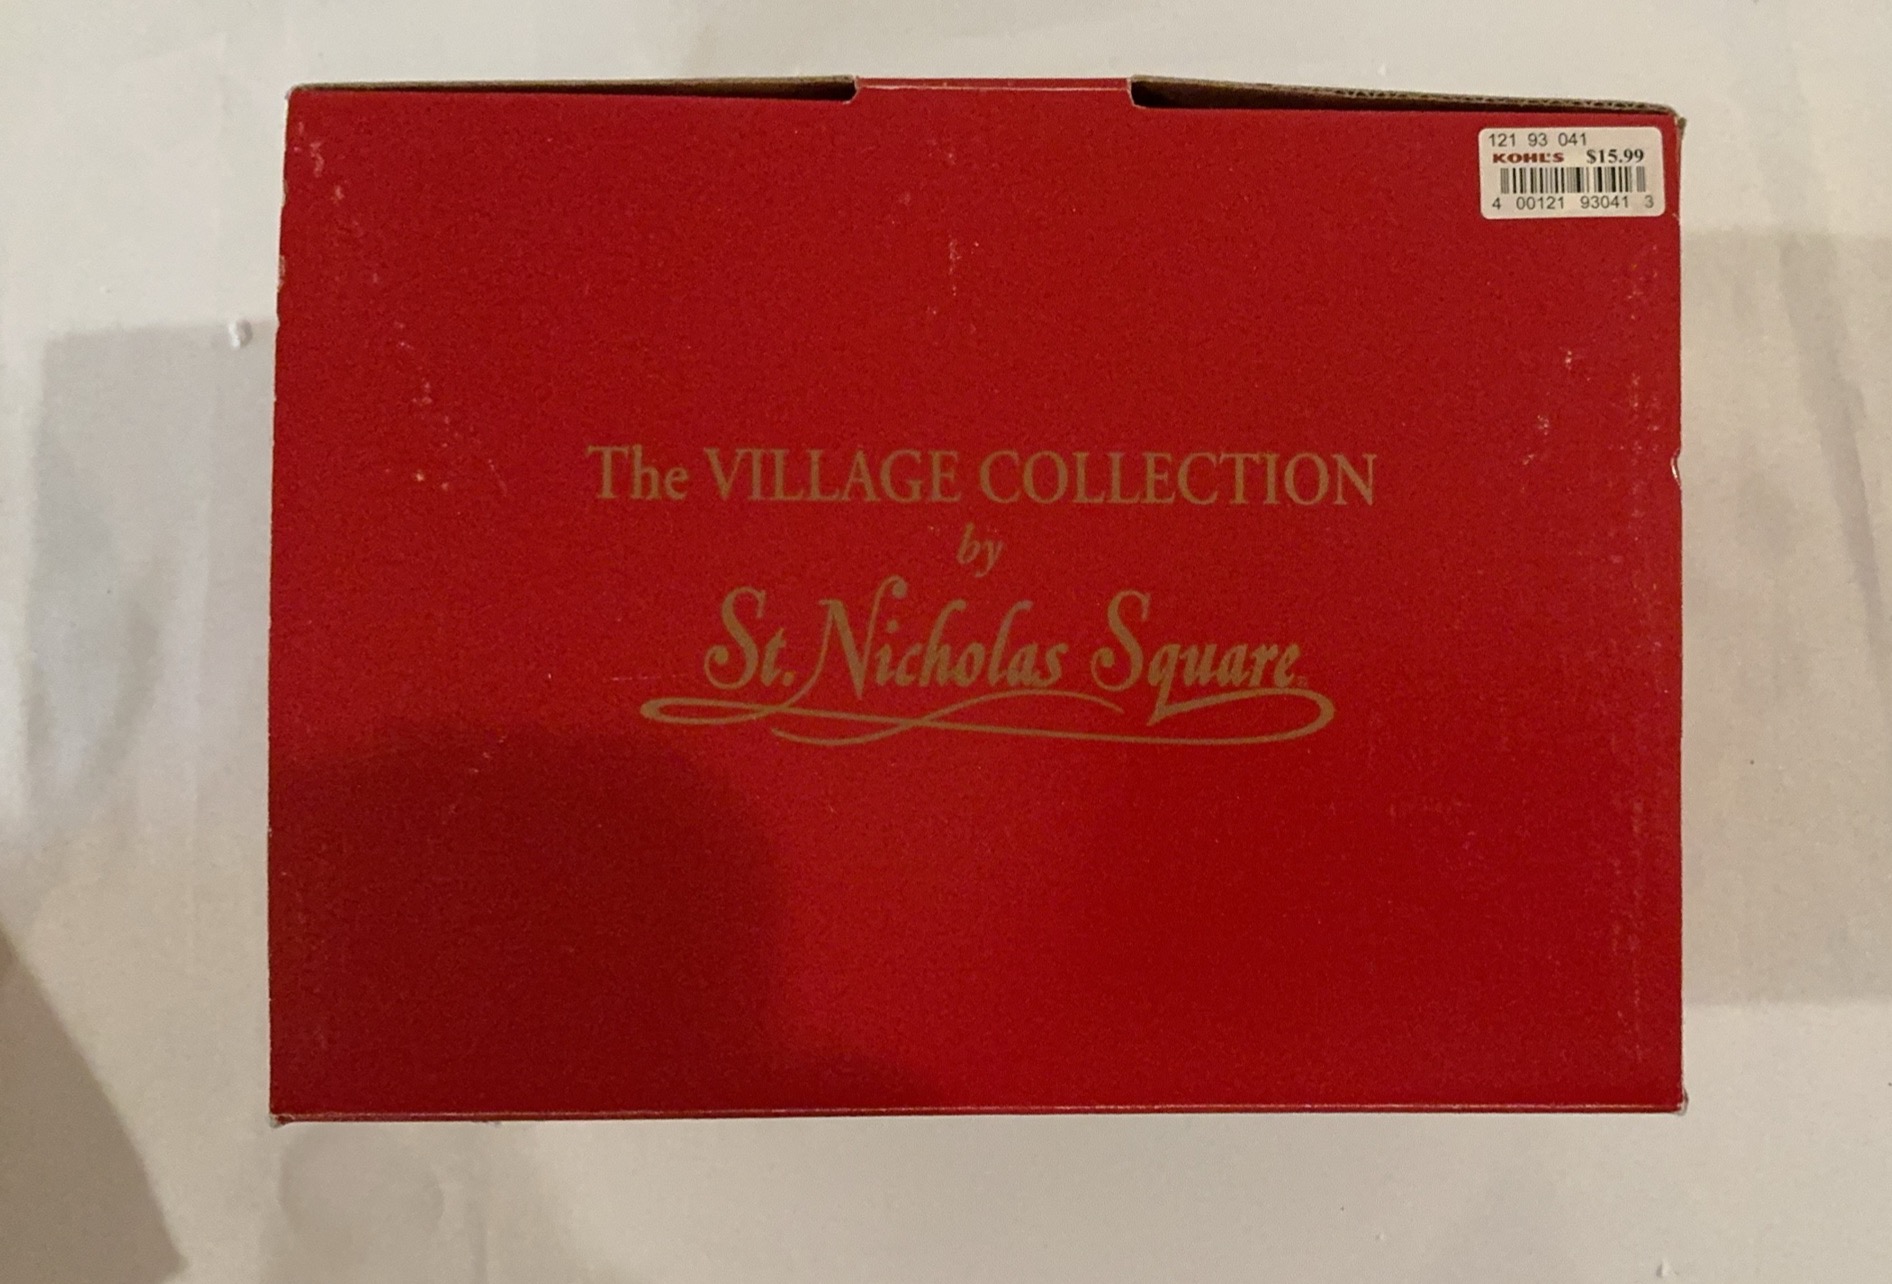 121 93 041
KOHL'S $15.99
4 00121 93041 3
The VILLAGE COLLECTION
by
St. Nicholas Square